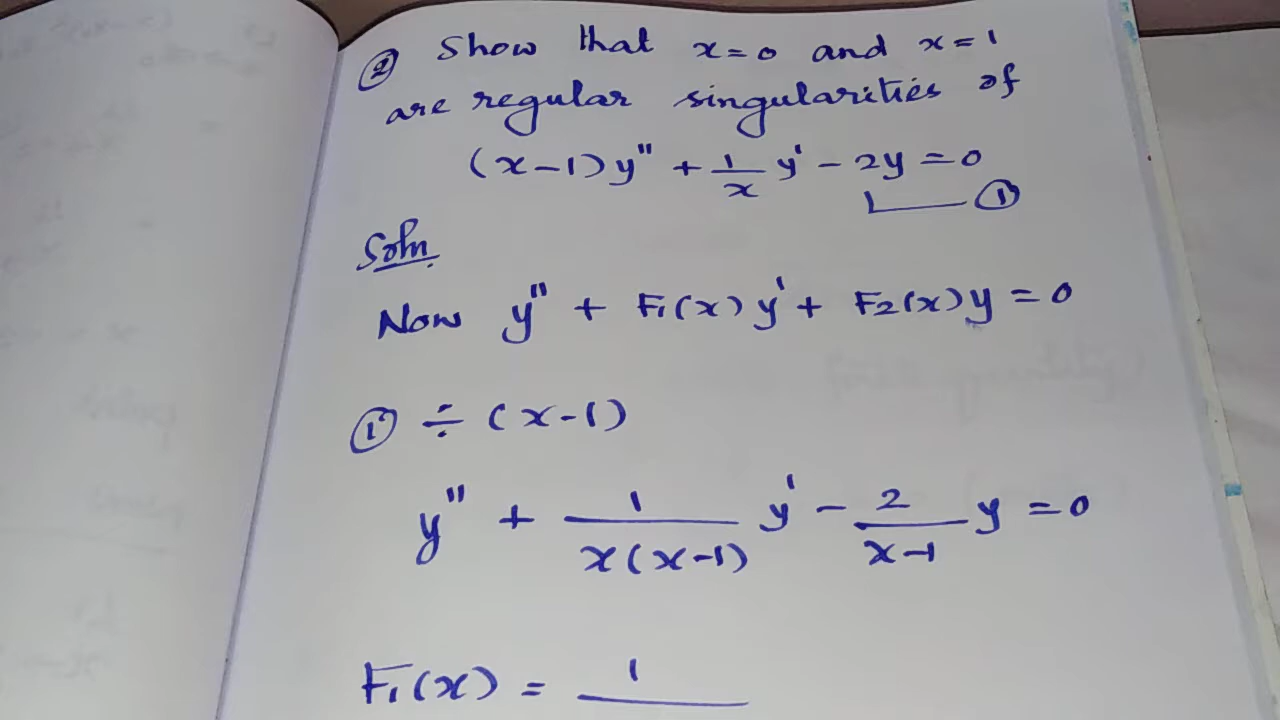 ② Show that x=0 and x=1
are regular singularities of
(x-1)y" + 1/x y' - 2y = 0
①
Soln.
Now y" + F₁(x)y' + F₂(x)y = 0
① ÷ (x-1)
y" + 1/x(x-1) y' - 2/x-1 y = 0
F₁(x) = 1